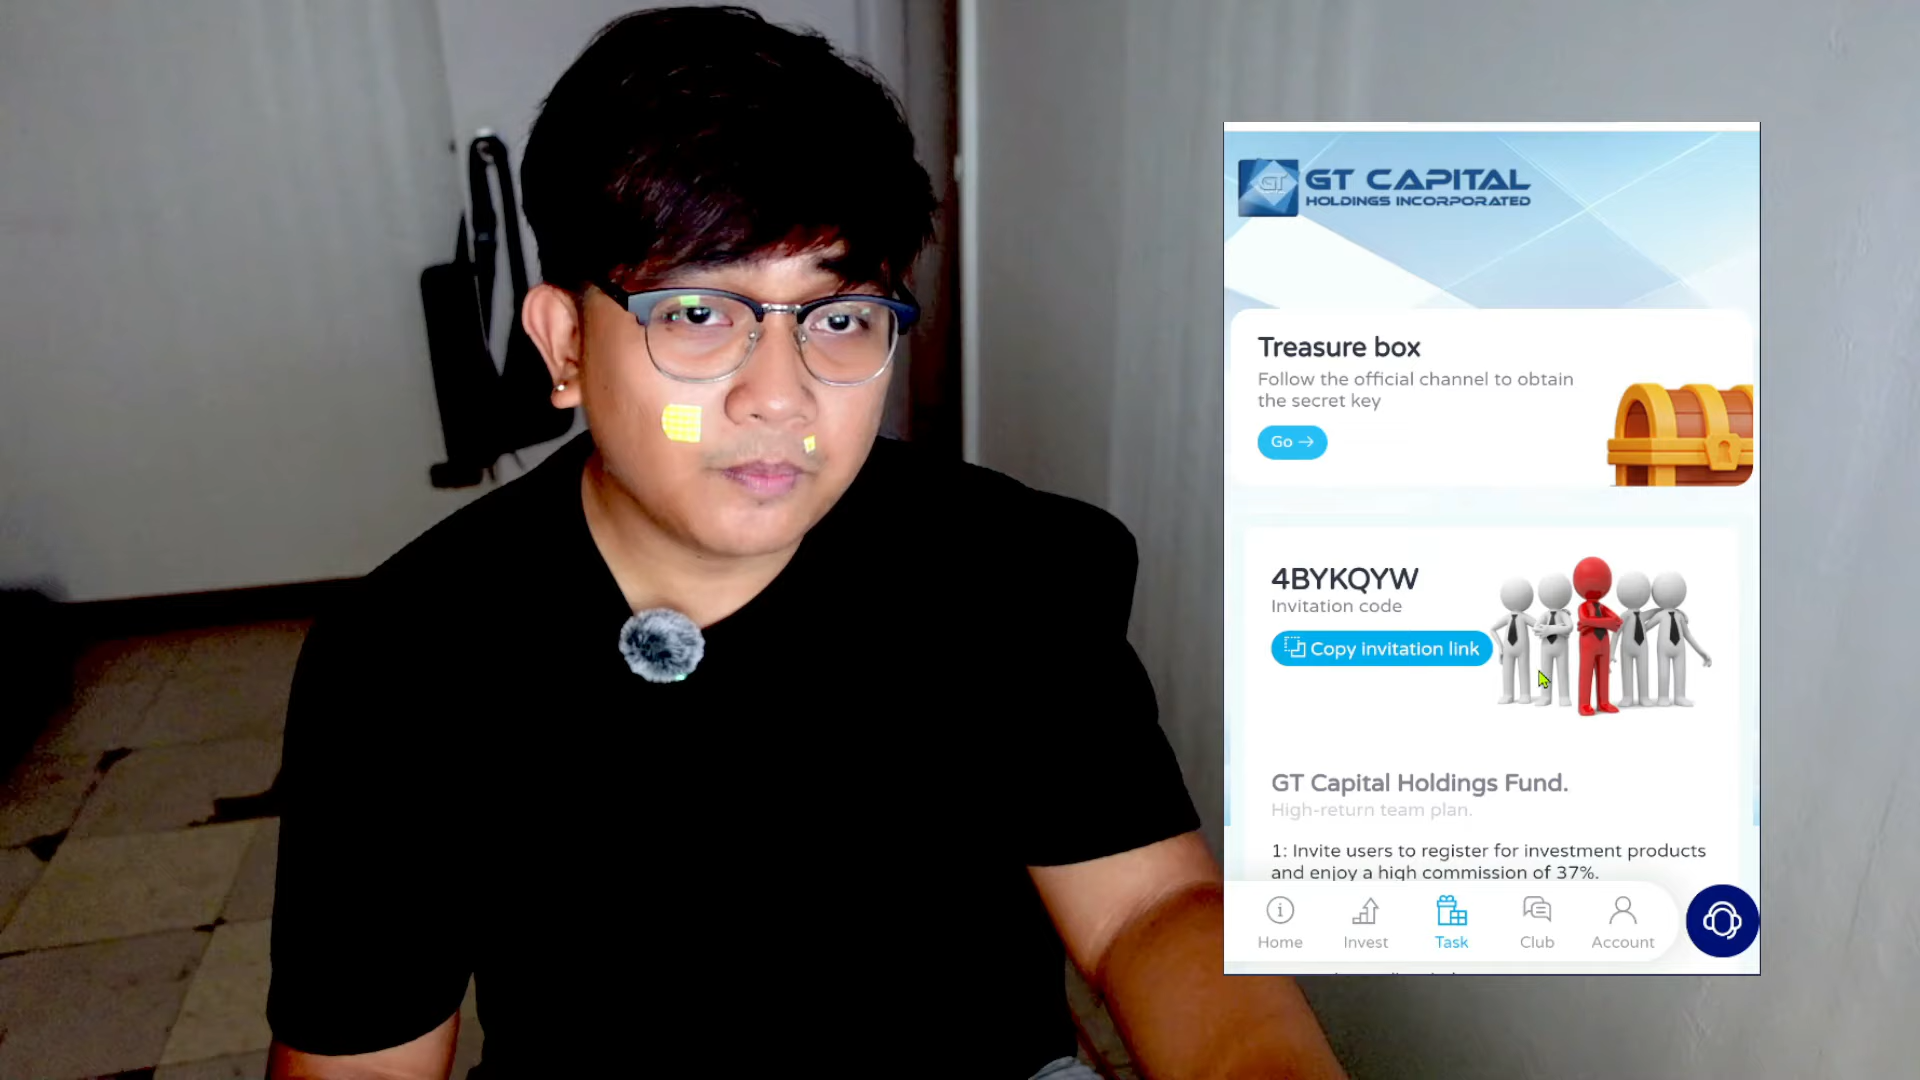 GT CAPITAL
HOLDINGS INCORPORATED
Treasure box
Follow the official channel to obtain
the secret key
Go →
4BYKQYW
Invitation code
Copy invitation link
GT Capital Holdings Fund.
High-return team plan.
1: Invite users to register for investment products
and enjoy a high commission of 37%.
Home
Invest
Task
Club
Account